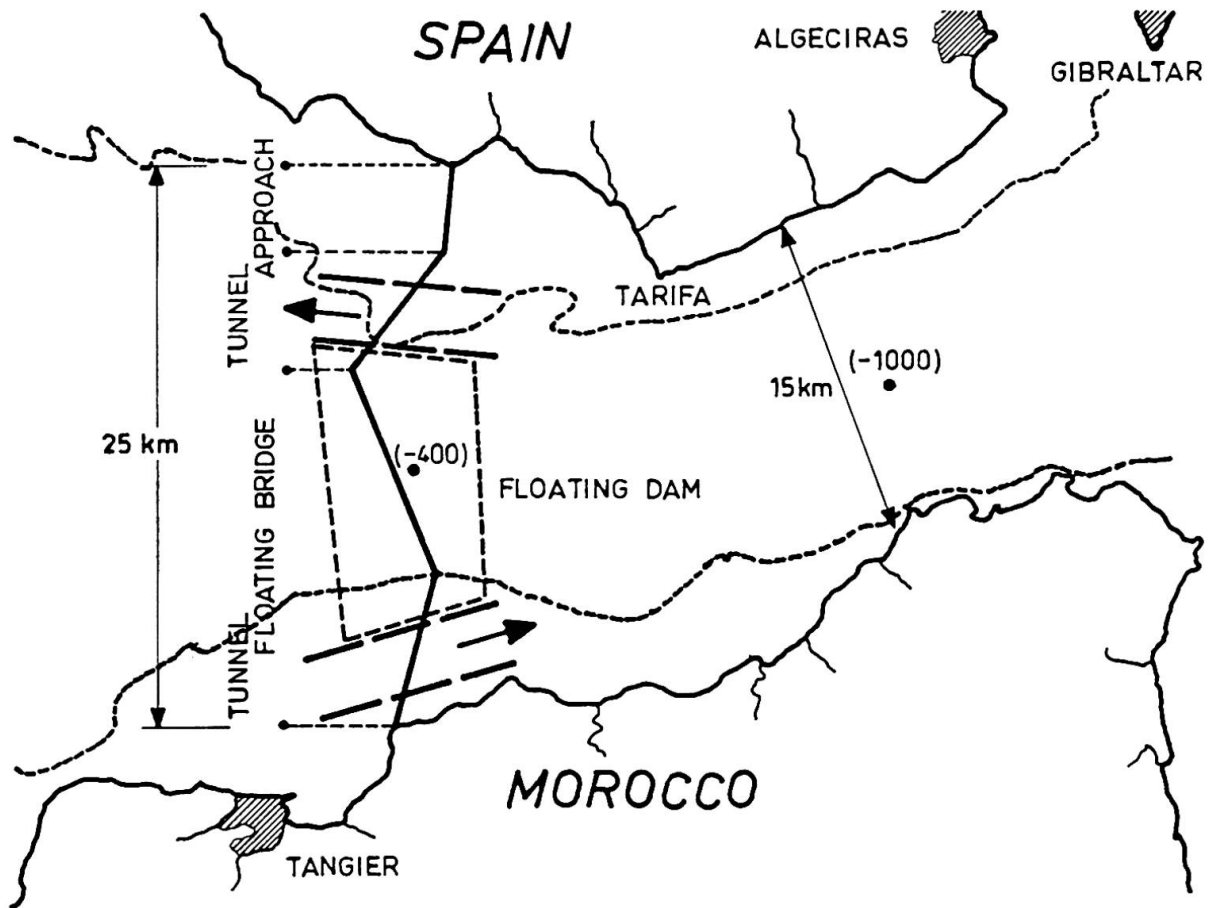 SPAIN
ALGECIRAS
GIBRALTAR
APPROACH
TUNNEL
TARIFA
(-1000)
15km
25 km
(-400)
FLOATING BRIDGE
FLOATING DAM
TUNNEL
MOROCCO
TANGIER